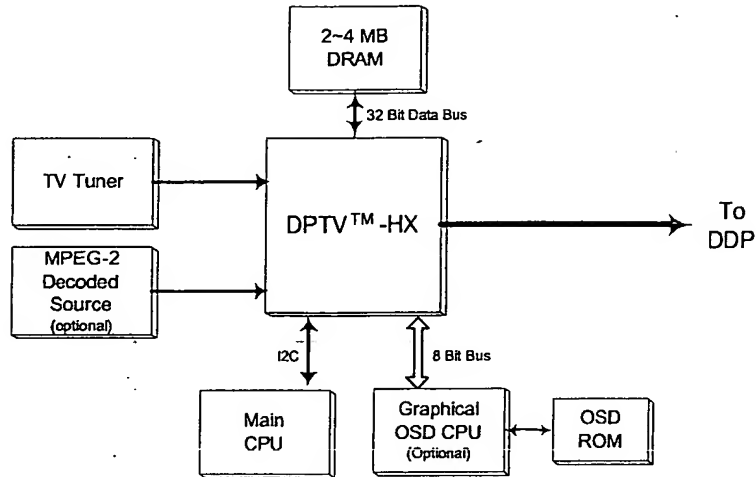 2~4 MB
DRAM
32 Bit Data Bus
TV Tuner
DPTV™-HX
To
DDP
MPEG-2
Decoded
Source
(optional)
I2C
8 Bit Bus
Main
CPU
Graphical
OSD CPU
(Optional)
OSD
ROM